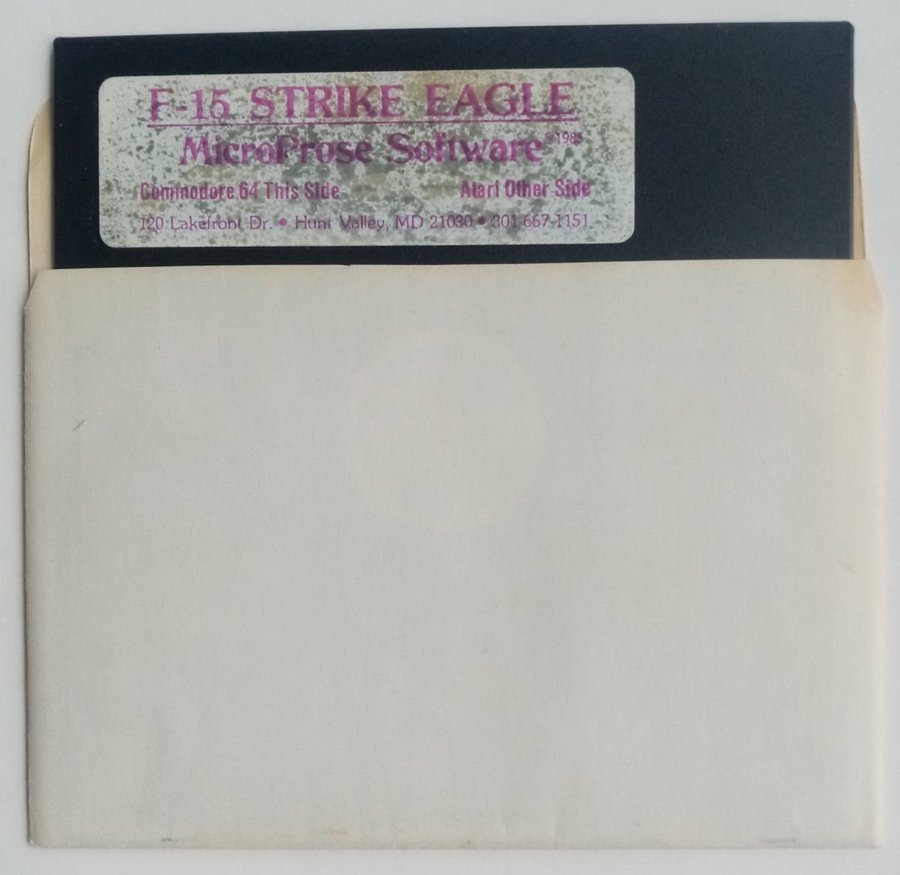 F-15 STRIKE EAGLE
MicroProse Software ©1985
Commodore 64 This Side Atari Other Side
120 Lakefront Dr. • Hunt Valley, MD 21030 • 301-667-1151